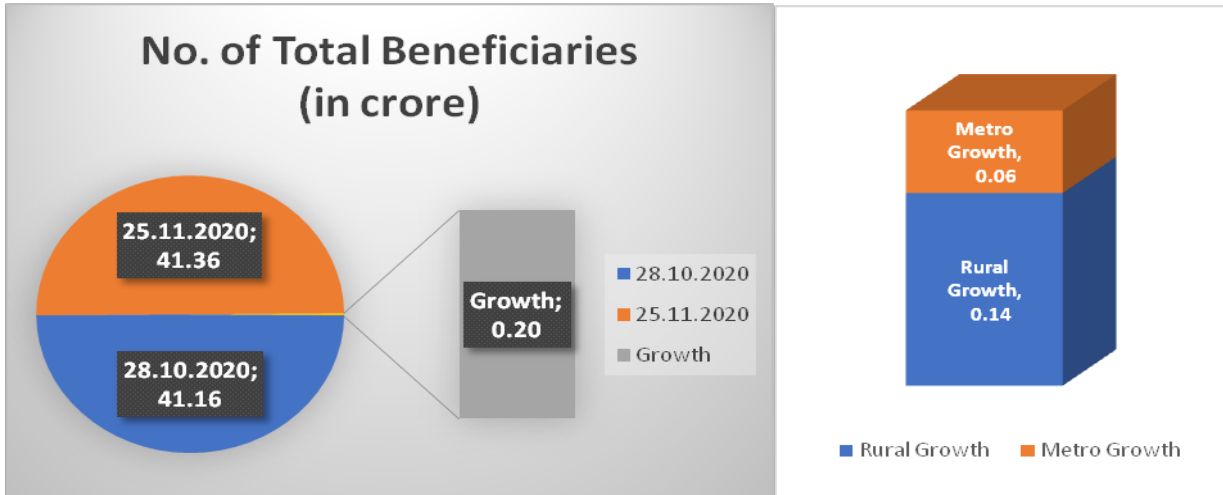 No. of Total Beneficiaries
(in crore)
25.11.2020;
41.36
28.10.2020;
41.16
Growth;
0.20
28.10.2020
25.11.2020
Growth
Metro
Growth,
0.06
Rural
Growth,
0.14
Rural Growth
Metro Growth